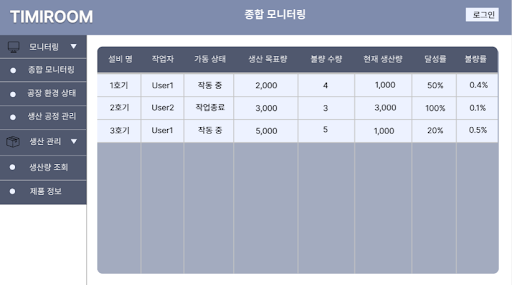 TIMIROOM
종합 모니터링
로그인
모니터링 ▼
종합 모니터링
공장 환경 상태
생산 공정 관리
생산 관리 ▼
생산량 조회
제품 정보
설비 명 작업자 가동 상태 생산 목표량 불량 수량 현재 생산량 달성률 불량률
1호기 User1 작동 중 2,000 4 1,000 50% 0.4%
2호기 User2 작업종료 3,000 3 3,000 100% 0.1%
3호기 User1 작동 중 5,000 5 1,000 20% 0.5%